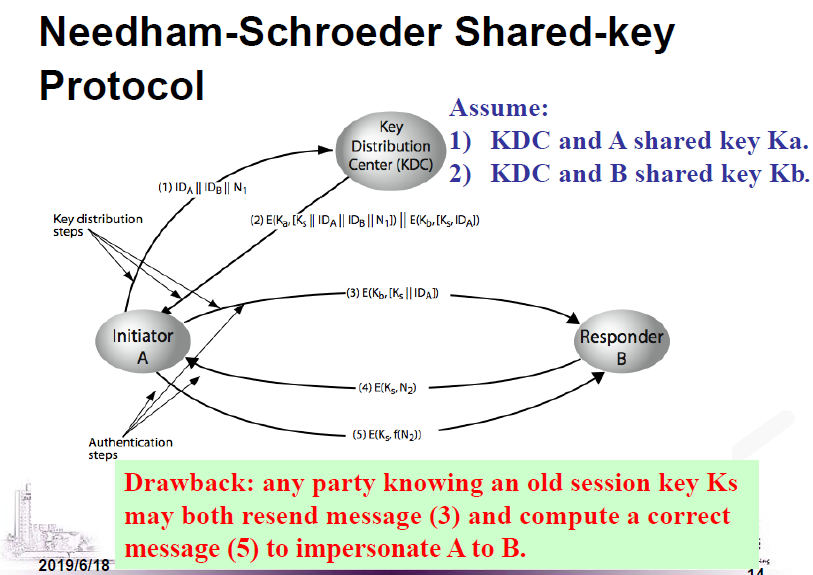 Needham-Schroeder Shared-key
Protocol
Assume:
1) KDC and A shared key Ka.
2) KDC and B shared key Kb.
Key
Distribution
Center (KDC)
(1) IDA || IDB || N1
Key distribution
steps
(2) E(Ka, [Ks || IDA || IDB || N1]) || E(Kb, [Ks, IDA])
(3) E(Kb, [Ks || IDA])
Initiator
A
Responder
B
(4) E(Ks, N2)
(5) E(Ks, f(N2))
Authentication
steps
Drawback: any party knowing an old session key Ks
may both resend message (3) and compute a correct
message (5) to impersonate A to B.
2019/6/18
14